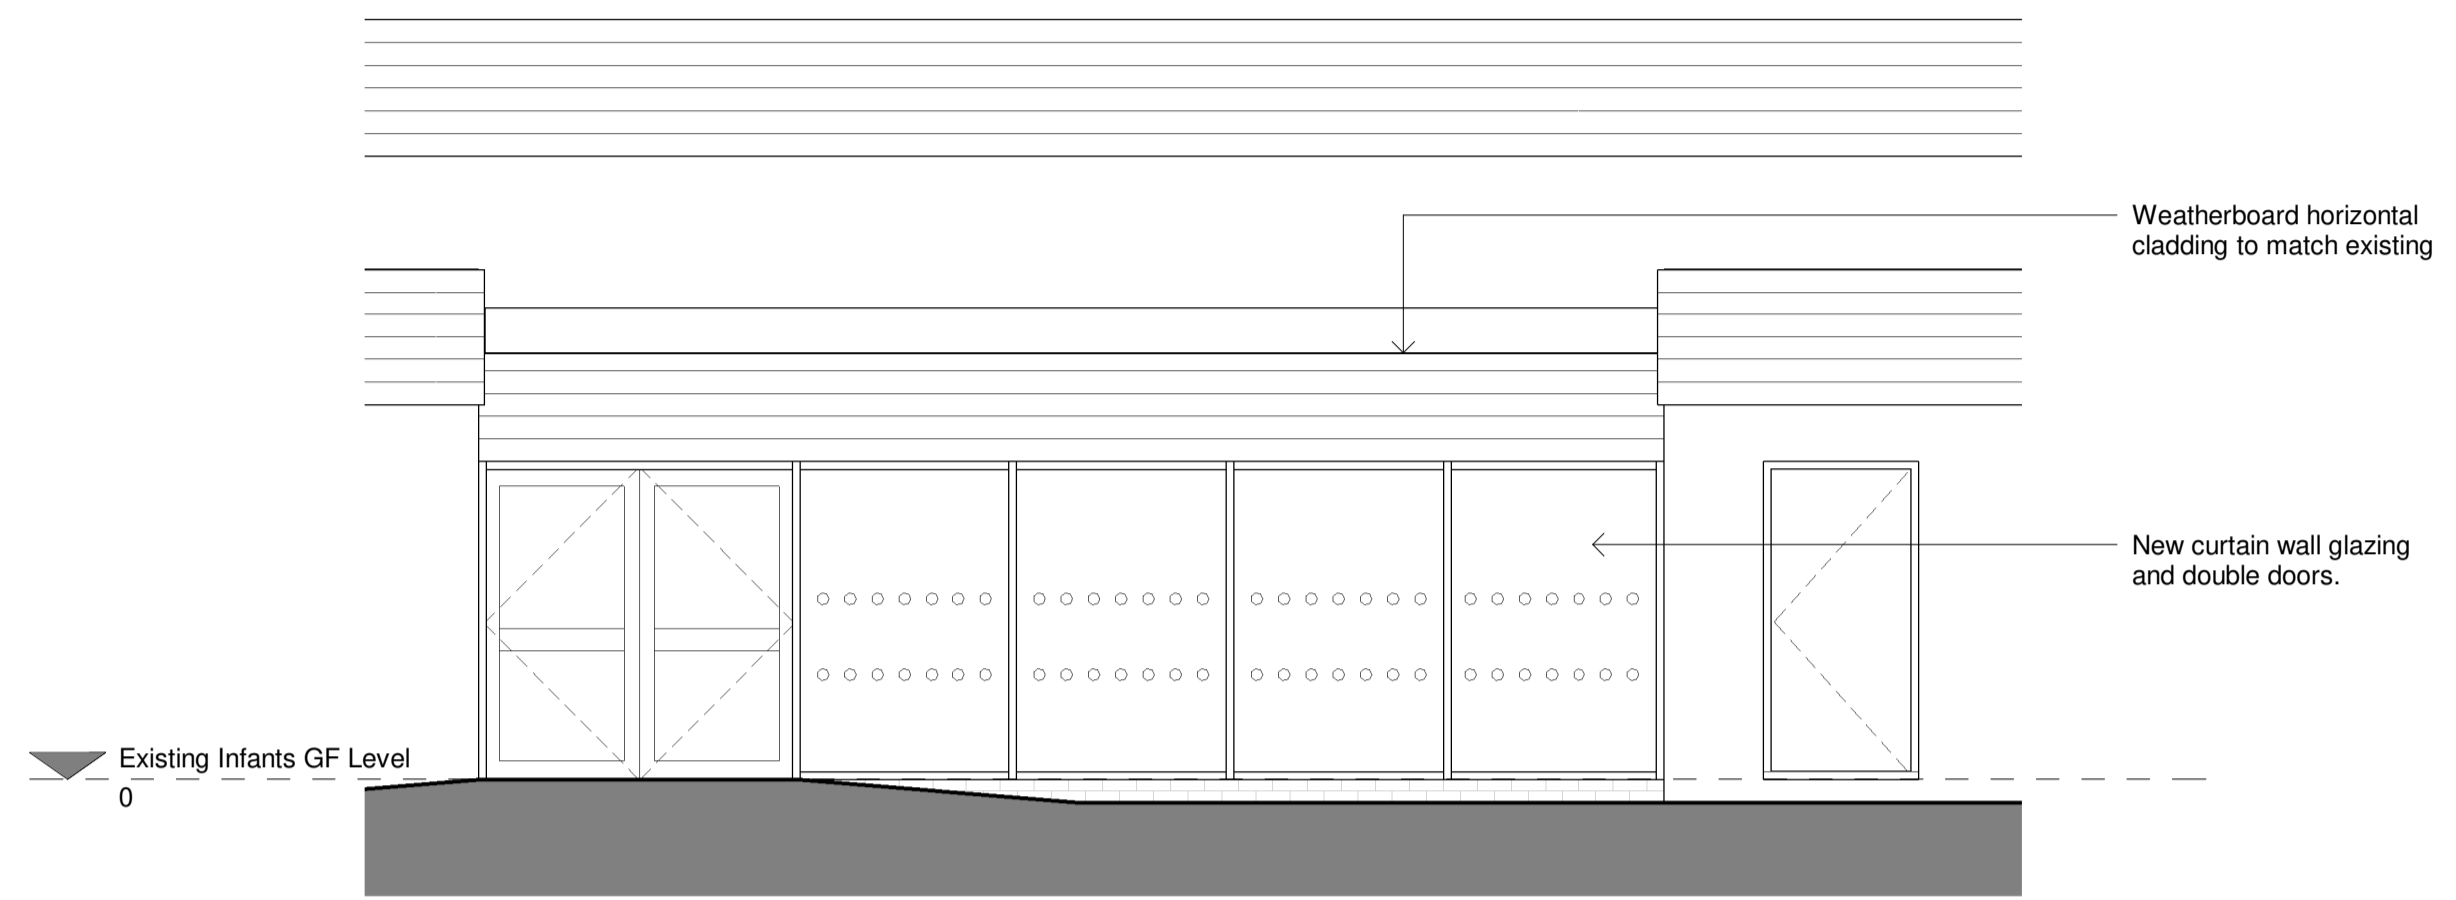 Weatherboard horizontal
cladding to match existing
New curtain wall glazing
and double doors.
Existing Infants GF Level
0